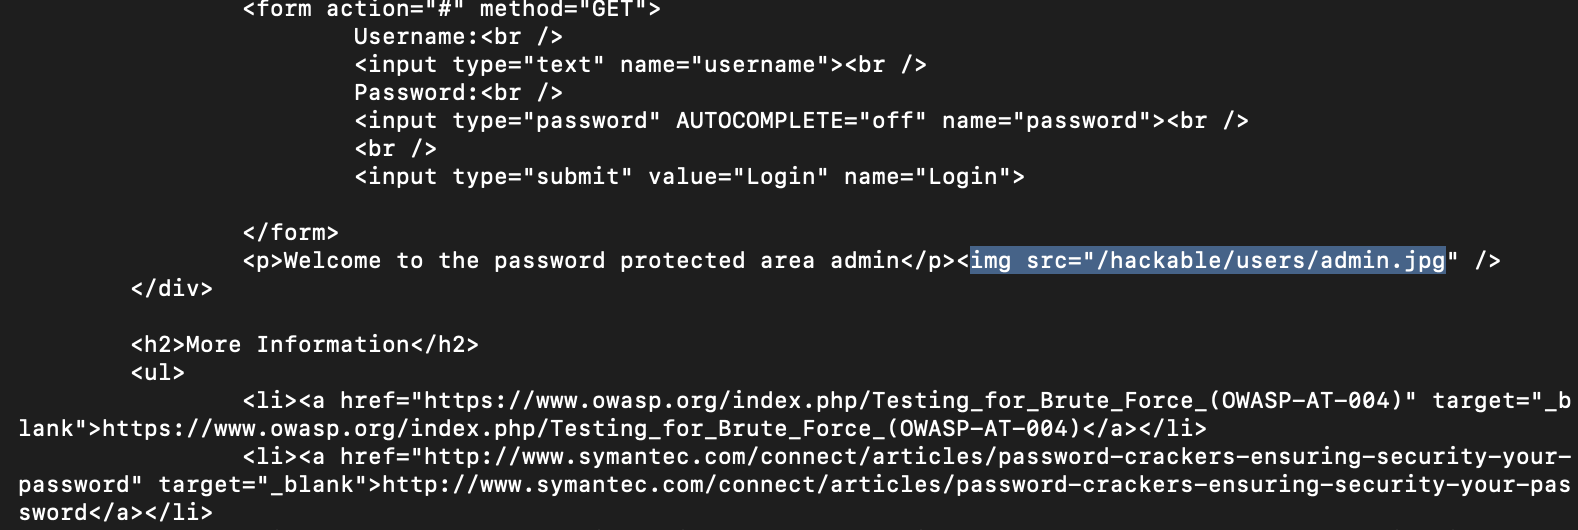 <form action="#" method="GET">
Username:<br />
<input type="text" name="username"><br />
Password:<br />
<input type="password" AUTOCOMPLETE="off" name="password"><br />
<br />
<input type="submit" value="Login" name="Login">
</form>
<p>Welcome to the password protected area admin</p><img src="/hackable/users/admin.jpg" />
</div>
<h2>More Information</h2>
<ul>
<li><a href="https://www.owasp.org/index.php/Testing_for_Brute_Force_(OWASP-AT-004)" target="_b
lank">https://www.owasp.org/index.php/Testing_for_Brute_Force_(OWASP-AT-004)</a></li>
<li><a href="http://www.symantec.com/connect/articles/password-crackers-ensuring-security-your-
password" target="_blank">http://www.symantec.com/connect/articles/password-crackers-ensuring-security-your-pas
sword</a></li>